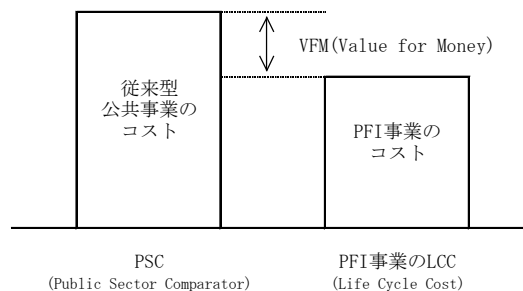 VFM(Value for Money)
従来型
公共事業の
コスト
PFI事業の
コスト
PSC
(Public Sector Comparator)
PFI事業のLCC
(Life Cycle Cost)